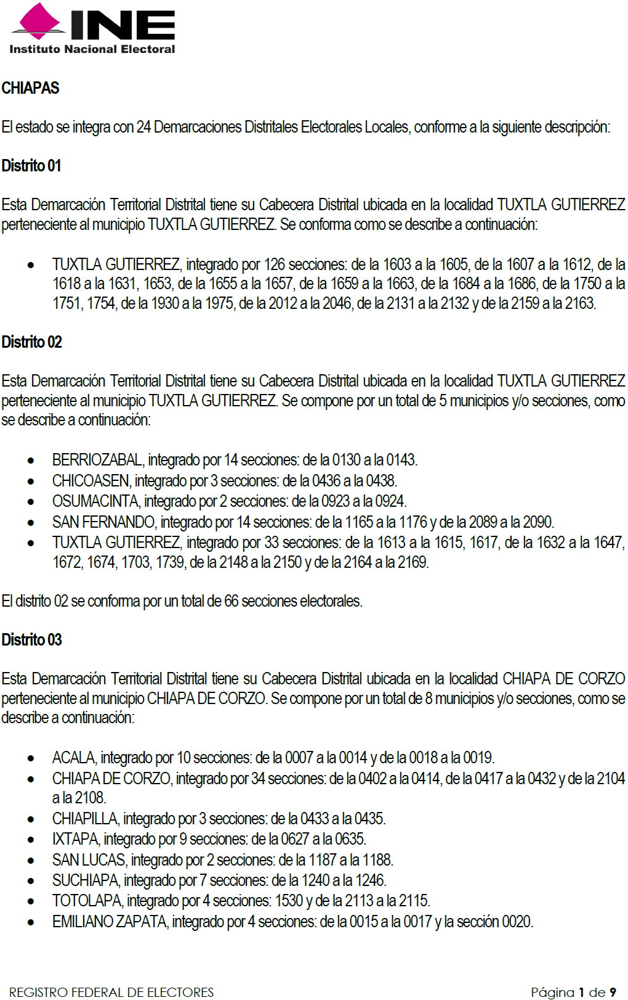 INE
Instituto Nacional Electoral
CHIAPAS
El estado se integra con 24 Demarcaciones Distritales Electorales Locales, conforme a la siguiente descripción:
Distrito 01
Esta Demarcación Territorial Distrital tiene su Cabecera Distrital ubicada en la localidad TUXTLA GUTIERREZ
perteneciente al municipio TUXTLA GUTIERREZ. Se conforma como se describe a continuación:
• TUXTLA GUTIERREZ, integrado por 126 secciones: de la 1603 a la 1605, de la 1607 a la 1612, de la
1618 a la 1631, 1653, de la 1655 a la 1657, de la 1659 a la 1663, de la 1684 a la 1686, de la 1750 a la
1751, 1754, de la 1930 a la 1975, de la 2012 a la 2046, de la 2131 a la 2132 y de la 2159 a la 2163.
Distrito 02
Esta Demarcación Territorial Distrital tiene su Cabecera Distrital ubicada en la localidad TUXTLA GUTIERREZ
perteneciente al municipio TUXTLA GUTIERREZ. Se compone por un total de 5 municipios y/o secciones, como
se describe a continuación:
• BERRIOZABAL, integrado por 14 secciones: de la 0130 a la 0143.
• CHICOASEN, integrado por 3 secciones: de la 0436 a la 0438.
• OSUMACINTA, integrado por 2 secciones: de la 0923 a la 0924.
• SAN FERNANDO, integrado por 14 secciones: de la 1165 a la 1176 y de la 2089 a la 2090.
• TUXTLA GUTIERREZ, integrado por 33 secciones: de la 1613 a la 1615, 1617, de la 1632 a la 1647,
1672, 1674, 1703, 1739, de la 2148 a la 2150 y de la 2164 a la 2169.
El distrito 02 se conforma por un total de 66 secciones electorales.
Distrito 03
Esta Demarcación Territorial Distrital tiene su Cabecera Distrital ubicada en la localidad CHIAPA DE CORZO
perteneciente al municipio CHIAPA DE CORZO. Se compone por un total de 8 municipios y/o secciones, como se
describe a continuación:
• ACALA, integrado por 10 secciones: de la 0007 a la 0014 y de la 0018 a la 0019.
• CHIAPA DE CORZO, integrado por 34 secciones: de la 0402 a la 0414, de la 0417 a la 0432 y de la 2104
a la 2108.
• CHIAPILLA, integrado por 3 secciones: de la 0433 a la 0435.
• IXTAPA, integrado por 9 secciones: de la 0627 a la 0635.
• SAN LUCAS, integrado por 2 secciones: de la 1187 a la 1188.
• SUCHIAPA, integrado por 7 secciones: de la 1240 a la 1246.
• TOTOLAPA, integrado por 4 secciones: 1530 y de la 2113 a la 2115.
• EMILIANO ZAPATA, integrado por 4 secciones: de la 0015 a la 0017 y la sección 0020.
REGISTRO FEDERAL DE ELECTORES Página 1 de 9